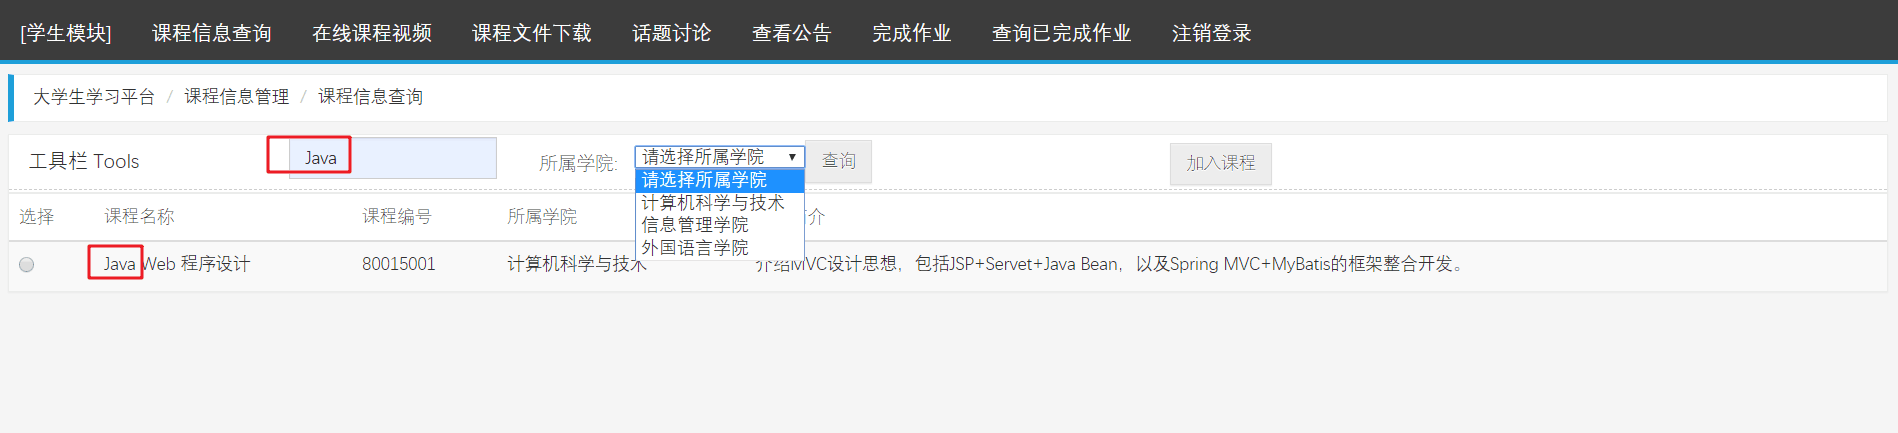 [学生模块] 课程信息查询 在线课程视频 课程文件下载 话题讨论 查看公告 完成作业 查询已完成作业 注销登录
大学生学习平台 / 课程信息管理 / 课程信息查询
工具栏 Tools Java 所属学院: 请选择所属学院 查询 加入课程
请选择所属学院
计算机科学与技术
信息管理学院
外国语言学院
选择 课程名称 课程编号 所属学院 介
Java Web 程序设计 80015001 计算机科学与技术 介绍MVC设计思想，包括JSP+Servet+Java Bean，以及Spring MVC+MyBatis的框架整合开发。